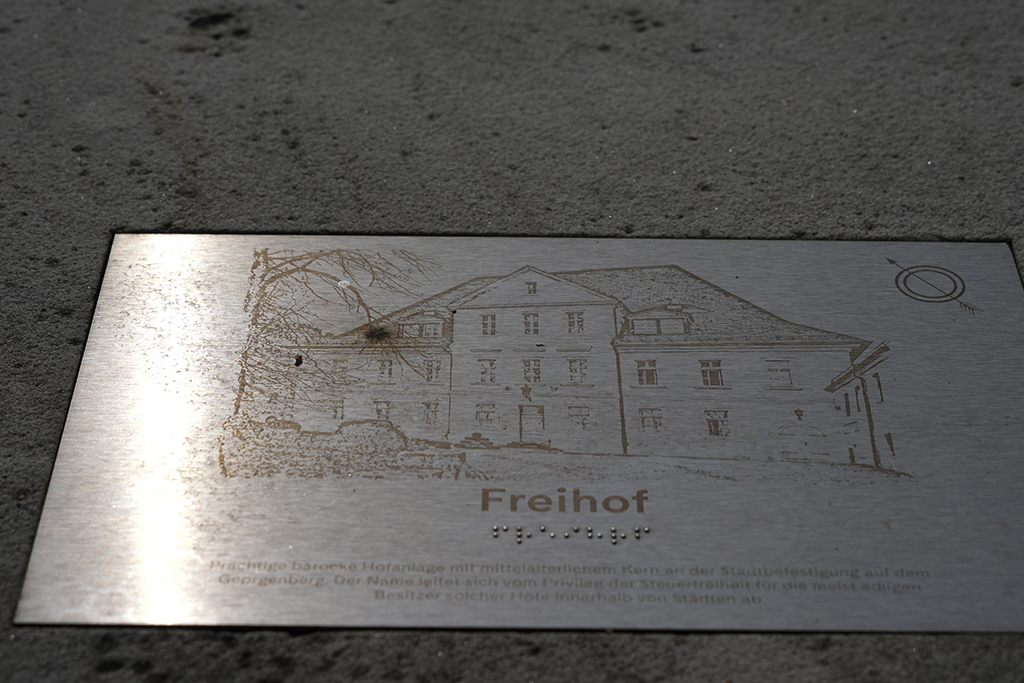 Freihof
Prächtige barocke Hofanlage mit mittelalterlichem Kern an der Stadtbefestigung auf dem
Georgenberg. Der Name leitet sich vom Privileg der Steuerfreiheit für die meist adligen
Besitzer solcher Höfe innerhalb von Städten ab.